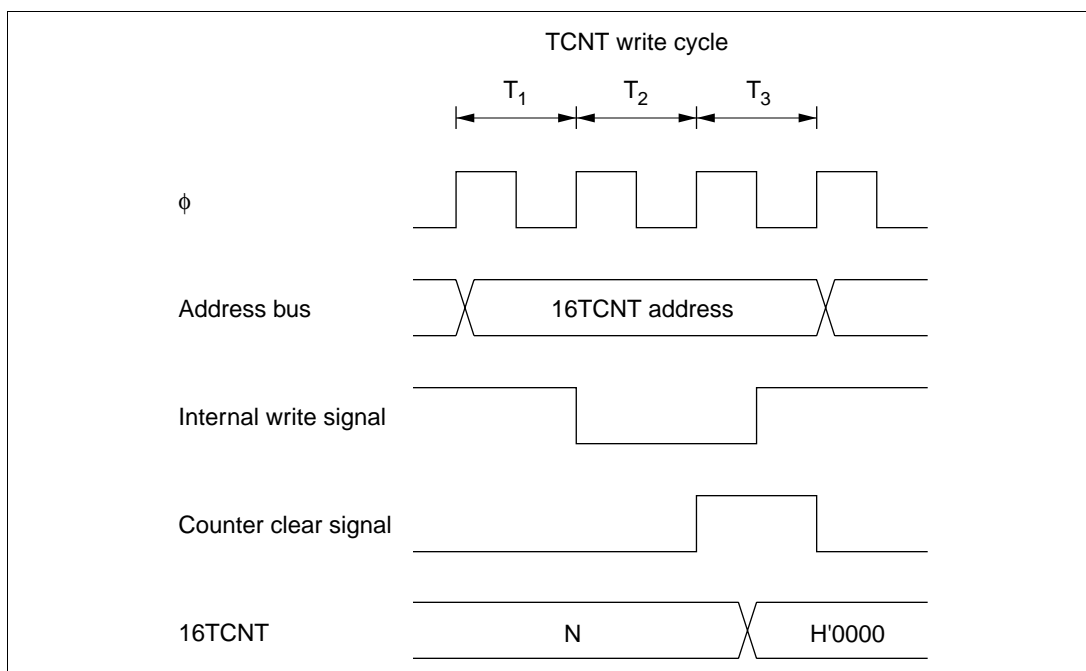 TCNT write cycle
T1 T2 T3
ϕ
Address bus 16TCNT address
Internal write signal
Counter clear signal
16TCNT N H'0000